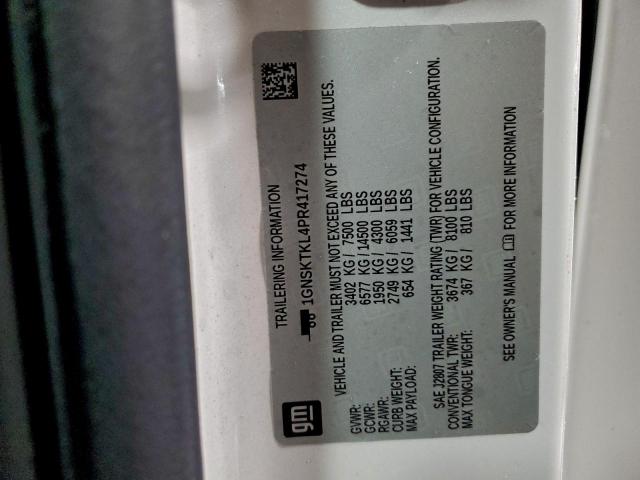 gm
TRAILERING INFORMATION
1GNSKTKL4PR417274
VEHICLE AND TRAILER MUST NOT EXCEED ANY OF THESE VALUES.
GVWR: 3402 KG / 7500 LBS
GCWR: 6577 KG / 14500 LBS
RGAWR: 1950 KG / 4300 LBS
CURB WEIGHT: 2749 KG / 6059 LBS
MAX PAYLOAD: 654 KG / 1441 LBS
SAE J2807 TRAILER WEIGHT RATING (TWR) FOR VEHICLE CONFIGURATION.
CONVENTIONAL TWR: 3674 KG / 8100 LBS
MAX TONGUE WEIGHT: 367 KG / 810 LBS
SEE OWNER'S MANUAL FOR MORE INFORMATION